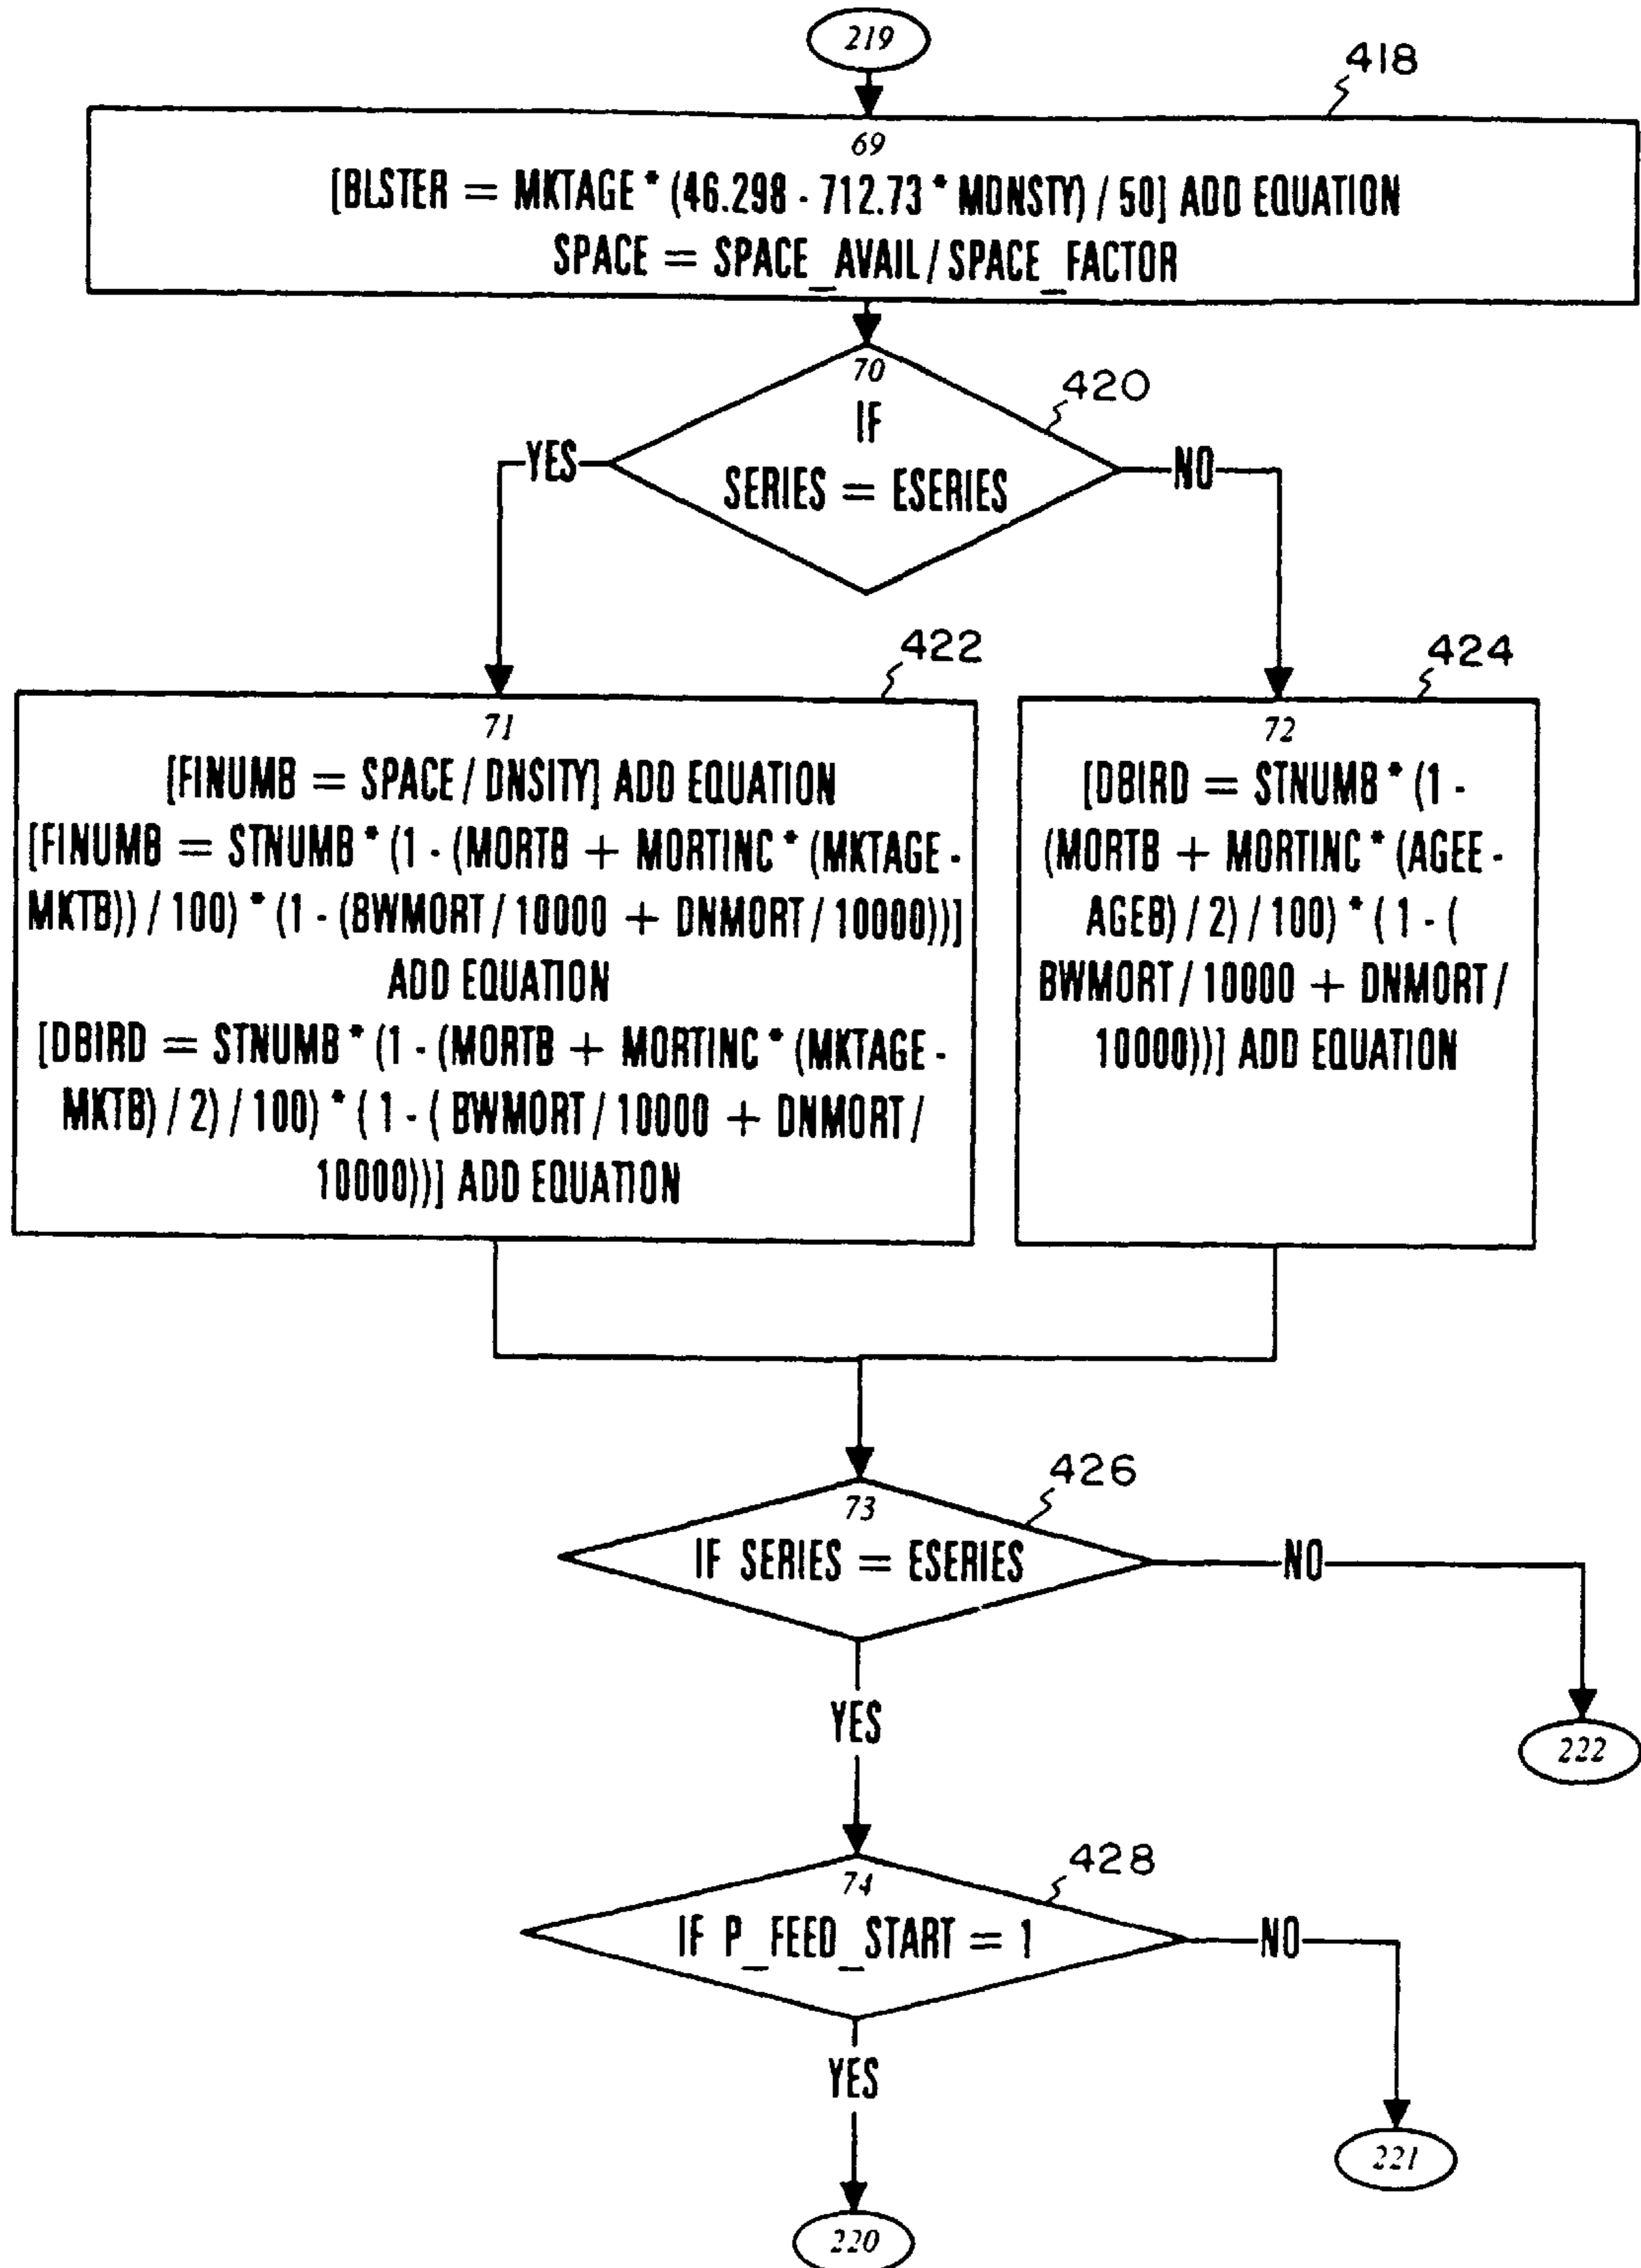 219
418
69
[BLSTER = MKTAGE * (46.298 - 712.73 * MDNSTY) / 50] ADD EQUATION
SPACE = SPACE_AVAIL / SPACE_FACTOR
70
420
IF
SERIES = ESERIES
YES
NO
422
71
[FINUMB = SPACE / DNSITY] ADD EQUATION
[FINUMB = STNUMB * (1 - (MORTB + MORTINC * (MKTAGE -
MKTB)) / 100) * (1 - (BWMORT / 10000 + DNMORT / 10000))]
ADD EQUATION
[DBIRD = STNUMB * (1 - (MORTB + MORTINC * (MKTAGE -
MKTB) / 2) / 100) * ( 1 - ( BWMORT / 10000 + DNMORT /
10000))] ADD EQUATION
424
72
[DBIRD = STNUMB * (1 -
(MORTB + MORTINC * (AGEE -
AGEB) / 2) / 100) * ( 1 - (
BWMORT / 10000 + DNMORT /
10000))] ADD EQUATION
426
73
IF SERIES = ESERIES
NO
YES
222
428
74
IF P_FEED_START = 1
NO
YES
221
220